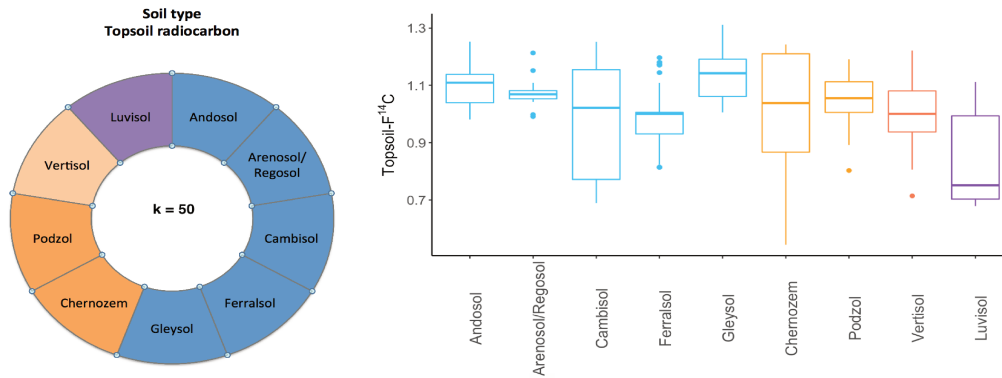 Soil type
Topsoil radiocarbon
Luvisol
Andosol
Vertisol
Arenosol/
Regosol
k = 50
Podzol
Cambisol
Chernozem
Ferralsol
Gleysol
Topsoil-F¹⁴C
1.3
1.1
0.9
0.7
Andosol
Arenosol/Regosol
Cambisol
Ferralsol
Gleysol
Chernozem
Podzol
Vertisol
Luvisol